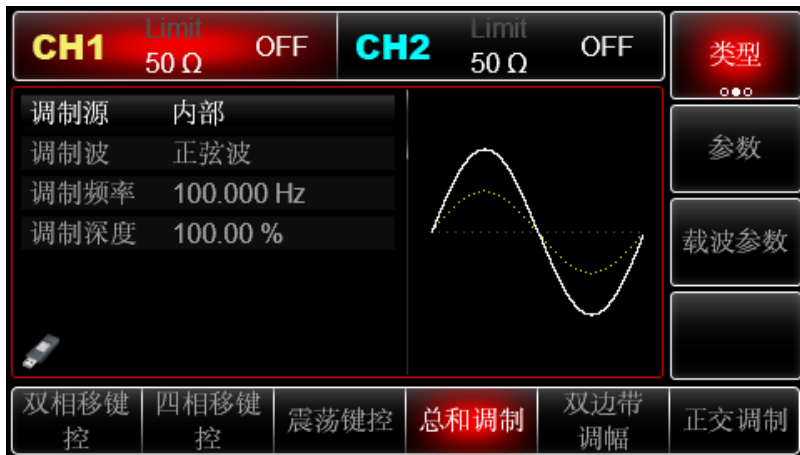 CH1 Limit 50 Ω OFF
CH2 Limit 50 Ω OFF
类型
调制源 内部
调制波 正弦波
调制频率 100.000 Hz
调制深度 100.00 %
参数
载波参数
双相移键
控
四相移键
控
震荡键控
总和调制
双边带
调幅
正交调制